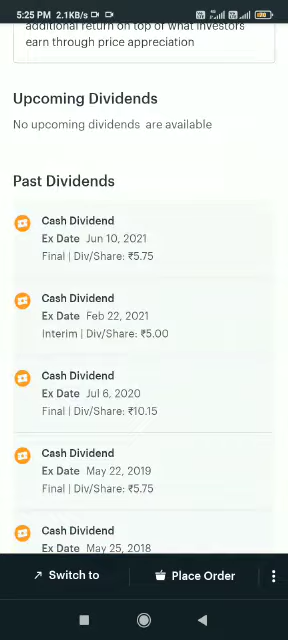 5:25 PM 2.1KB/s
additional return on top of what investors
earn through price appreciation
Upcoming Dividends
No upcoming dividends are available
Past Dividends
Cash Dividend
Ex Date Jun 10, 2021
Final | Div/Share: ₹5.75
Cash Dividend
Ex Date Feb 22, 2021
Interim | Div/Share: ₹5.00
Cash Dividend
Ex Date Jul 6, 2020
Final | Div/Share: ₹10.15
Cash Dividend
Ex Date May 22, 2019
Final | Div/Share: ₹5.75
Cash Dividend
Ex Date May 25, 2018
Switch to
Place Order